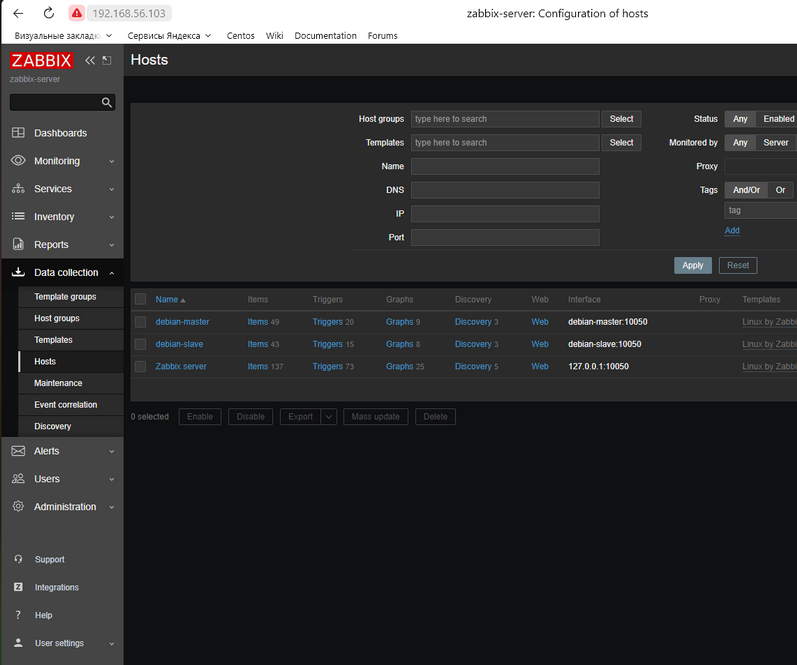 192.168.56.103
zabbix-server: Configuration of hosts
Визуальные заклад
Сервисы Яндекса
Centos
Wiki
Documentation
Forums
ZABBIX
zabbix-server
Dashboards
Monitoring
Services
Inventory
Reports
Data collection
Template groups
Host groups
Templates
Hosts
Maintenance
Event correlation
Discovery
Alerts
Users
Administration
Support
Integrations
Help
User settings
Hosts
Host groups type here to search Select
Templates type here to search Select
Name
DNS
IP
Port
Status Any Enabled
Monitored by Any Server
Proxy
Tags And/Or Or
tag
Add
Apply Reset
Name Items Triggers Graphs Discovery Web Interface Proxy Templates
debian-master Items 49 Triggers 20 Graphs 9 Discovery 3 Web debian-master:10050 Linux by Zabbi
debian-slave Items 43 Triggers 15 Graphs 8 Discovery 3 Web debian-slave:10050 Linux by Zabbi
Zabbix server Items 137 Triggers 73 Graphs 25 Discovery 5 Web 127.0.0.1:10050 Linux by Zabbi
0 selected Enable Disable Export Mass update Delete